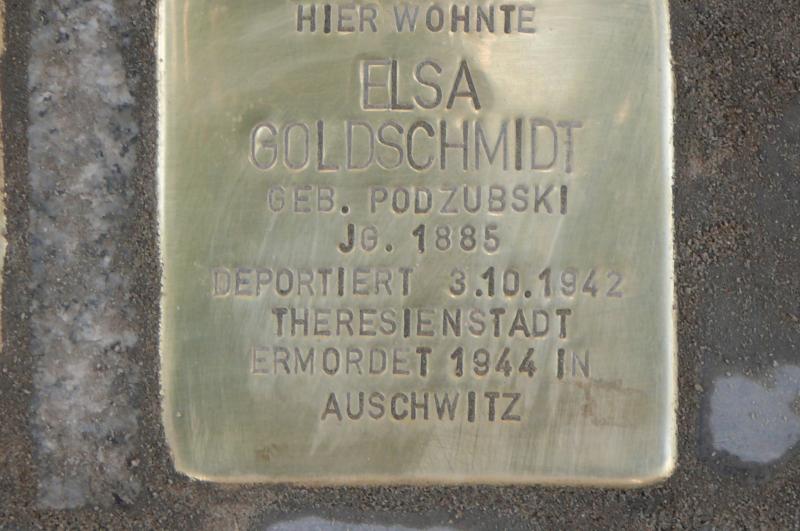 HIER WOHNTE
ELSA
GOLDSCHMIDT
GEB. PODZUBSKI
JG. 1885
DEPORTIERT 3.10.1942
THERESIENSTADT
ERMORDET 1944 IN
AUSCHWITZ